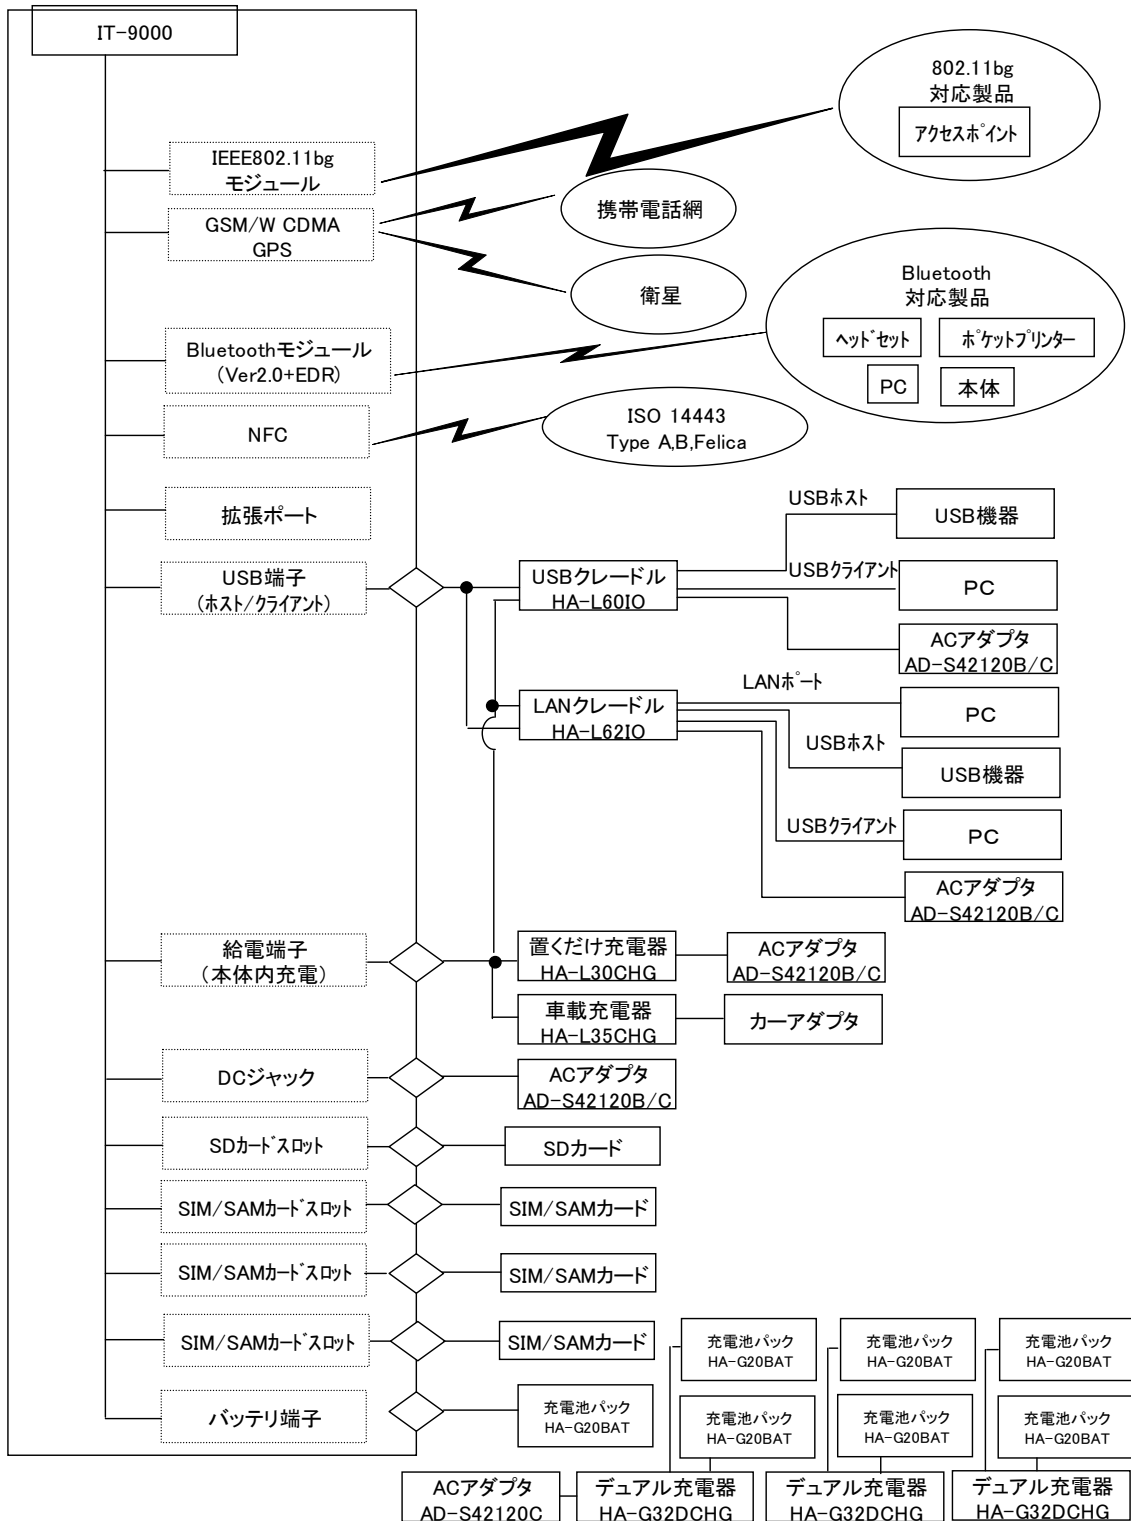 IT-9000
802.11bg
対応製品
アクセスポイント
IEEE802.11bg
モジュール
GSM/W CDMA
GPS
携帯電話網
衛星
Bluetooth
対応製品
ヘッドセット
ポケットプリンター
PC
本体
Bluetoothモジュール
(Ver2.0+EDR)
NFC
ISO 14443
Type A,B,Felica
拡張ポート
USB端子
(ホスト/クライアント)
USBクレードル
HA-L60IO
USBホスト
USB機器
USBクライアント
PC
ACアダプタ
AD-S42120B/C
LANクレードル
HA-L62IO
LANポート
PC
USBホスト
USB機器
USBクライアント
PC
ACアダプタ
AD-S42120B/C
給電端子
(本体内充電)
置くだけ充電器
HA-L30CHG
ACアダプタ
AD-S42120B/C
車載充電器
HA-L35CHG
カーアダプタ
DCジャック
ACアダプタ
AD-S42120B/C
SDカードスロット
SDカード
SIM/SAMカードスロット
SIM/SAMカード
SIM/SAMカードスロット
SIM/SAMカード
SIM/SAMカードスロット
SIM/SAMカード
バッテリ端子
充電池パック
HA-G20BAT
充電池パック
HA-G20BAT
充電池パック
HA-G20BAT
充電池パック
HA-G20BAT
充電池パック
HA-G20BAT
充電池パック
HA-G20BAT
充電池パック
HA-G20BAT
ACアダプタ
AD-S42120C
デュアル充電器
HA-G32DCHG
デュアル充電器
HA-G32DCHG
デュアル充電器
HA-G32DCHG